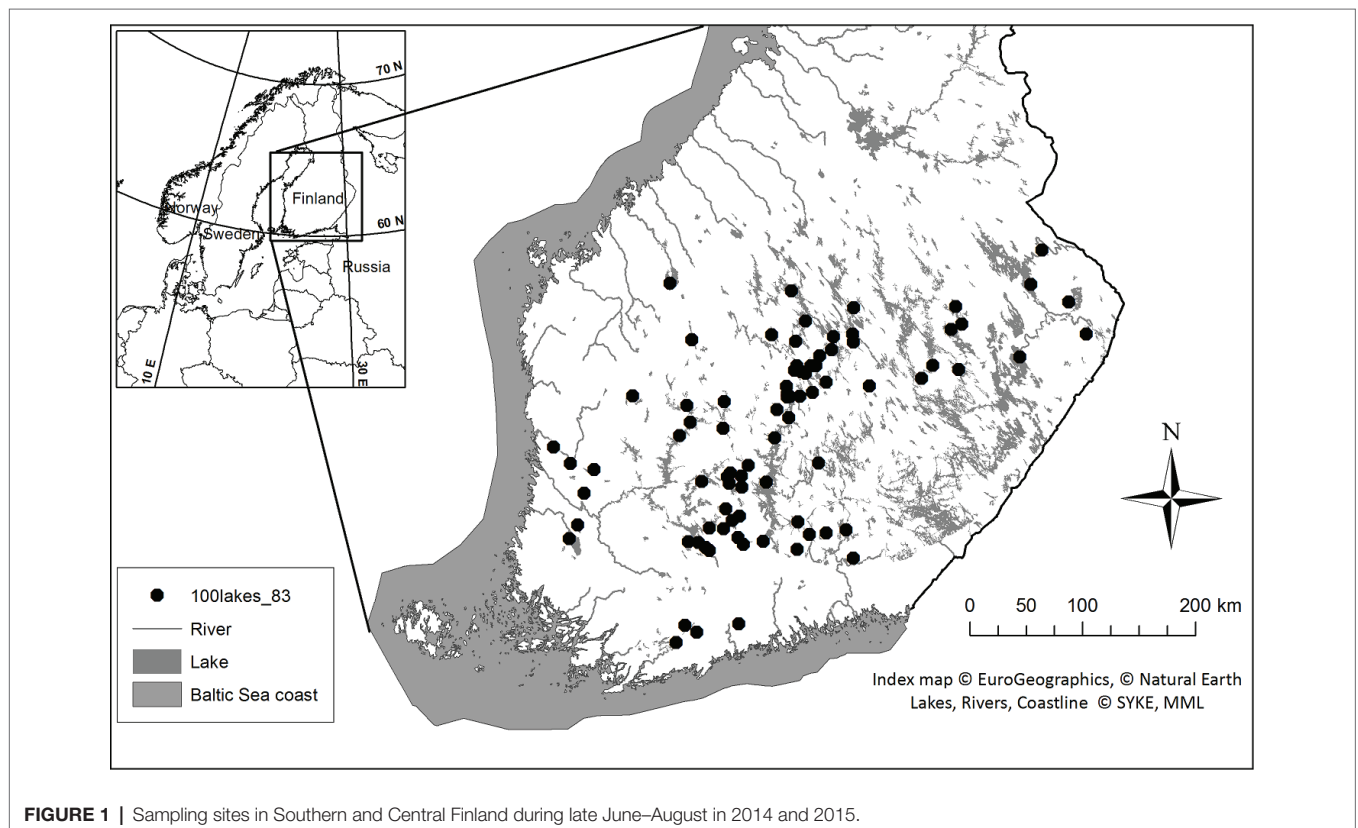 70 N
Finland
Norway
Sweden
60 N
Russia
10 E
30 E
N
100lakes_83
River
Lake
Baltic Sea coast
0 50 100 200 km
Index map © EuroGeographics, © Natural Earth
Lakes, Rivers, Coastline © SYKE, MML
FIGURE 1 | Sampling sites in Southern and Central Finland during late June–August in 2014 and 2015.